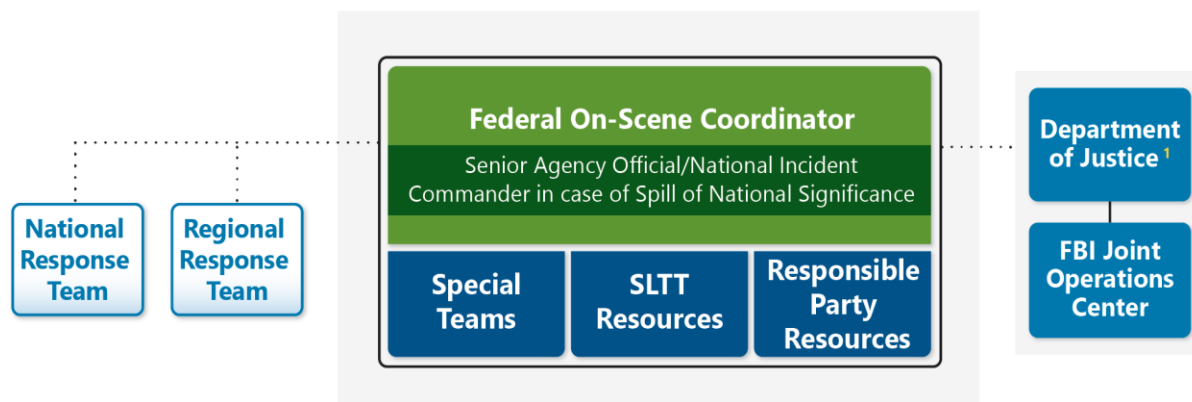 Federal On-Scene Coordinator
Senior Agency Official/National Incident
Commander in case of Spill of National Significance
National
Response
Team
Regional
Response
Team
Special
Teams
SLTT
Resources
Responsible
Party
Resources
Department
of Justice 1
FBI Joint
Operations
Center